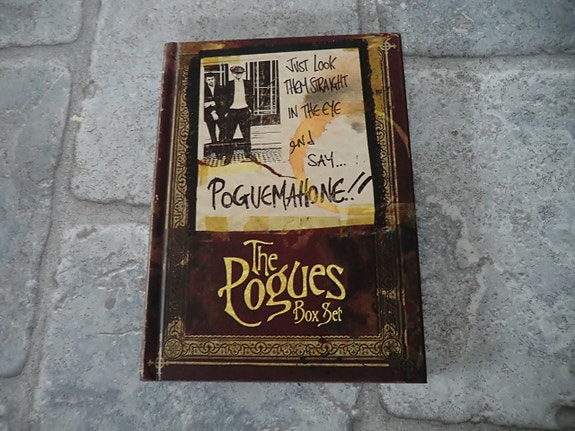 JUST LOOK
THEM STRAIGHT
IN THE EYE
and
SAY...
POGUEMAHONE!!
The
Pogues
Box Set